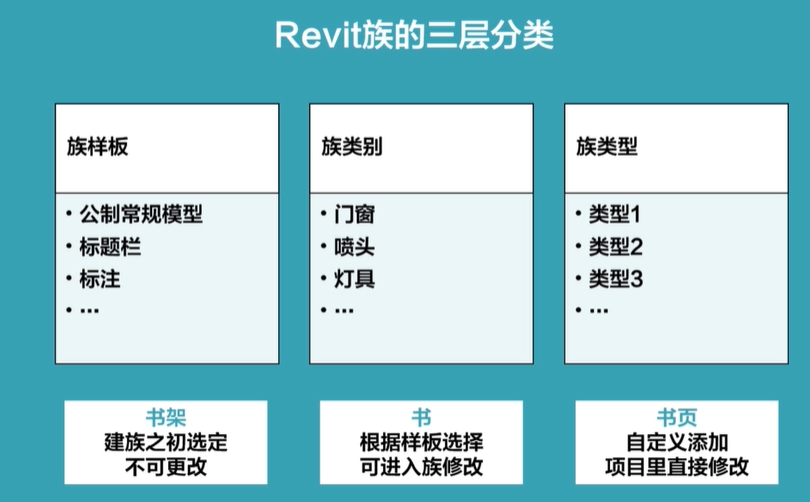 Revit族的三层分类
族样板
• 公制常规模型
• 标题栏
• 标注
• …
族类别
• 门窗
• 喷头
• 灯具
• …
族类型
• 类型1
• 类型2
• 类型3
• …
书架
建族之初选定
不可更改
书
根据样板选择
可进入族修改
书页
自定义添加
项目里直接修改